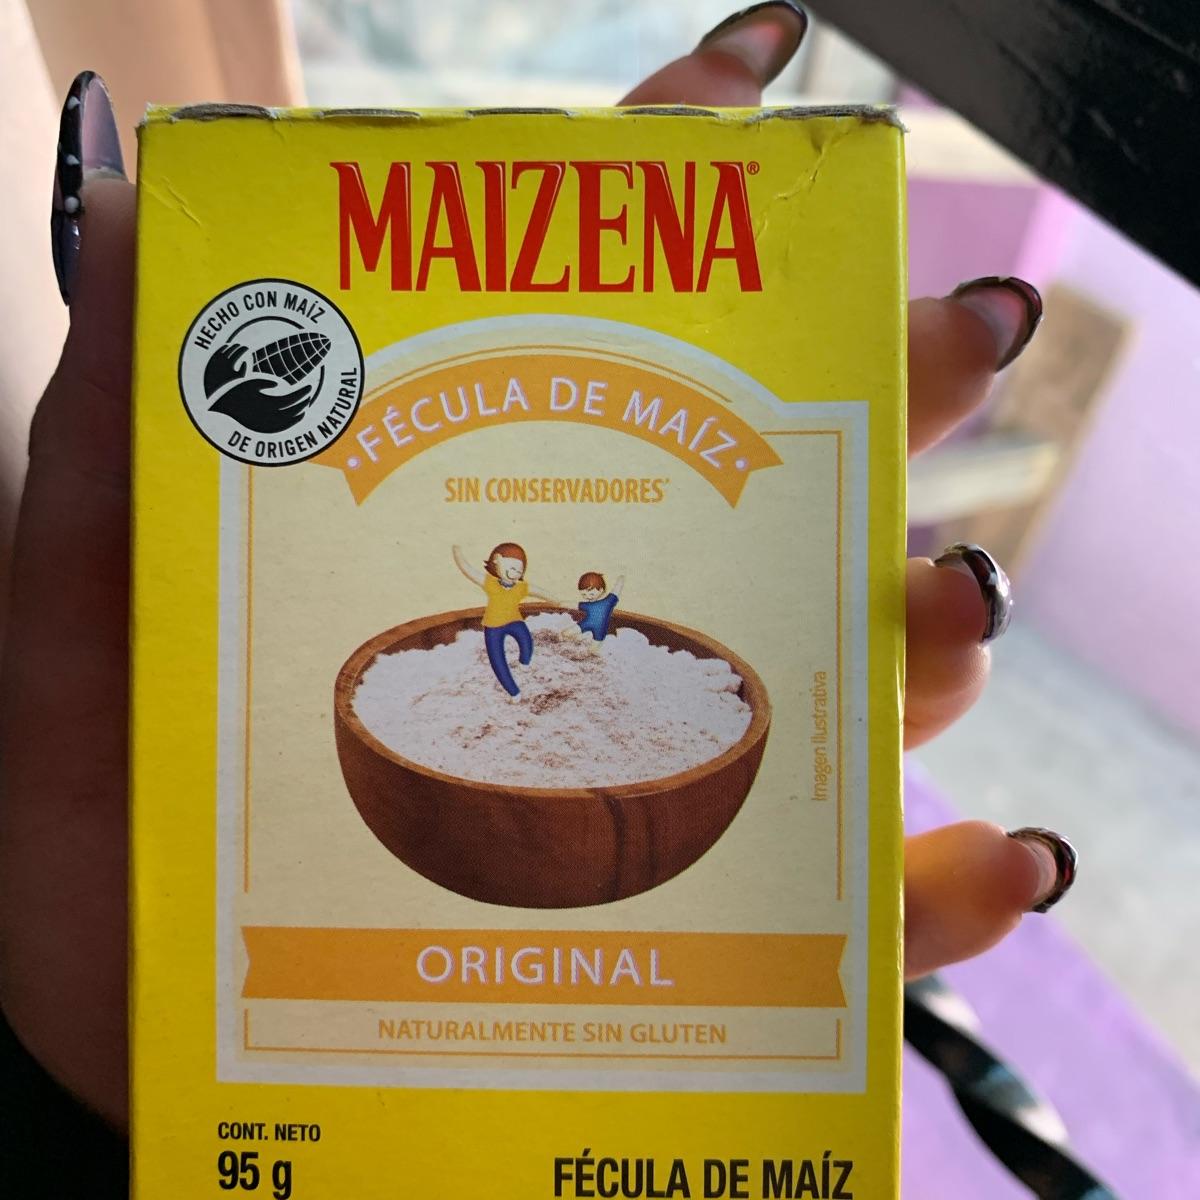 MAIZENA®
HECHO CON MAÍZ
DE ORIGEN NATURAL
•FÉCULA DE MAÍZ•
SIN CONSERVADORES*
Imagen Ilustrativa
ORIGINAL
NATURALMENTE SIN GLUTEN
CONT. NETO
95 g
FÉCULA DE MAÍZ